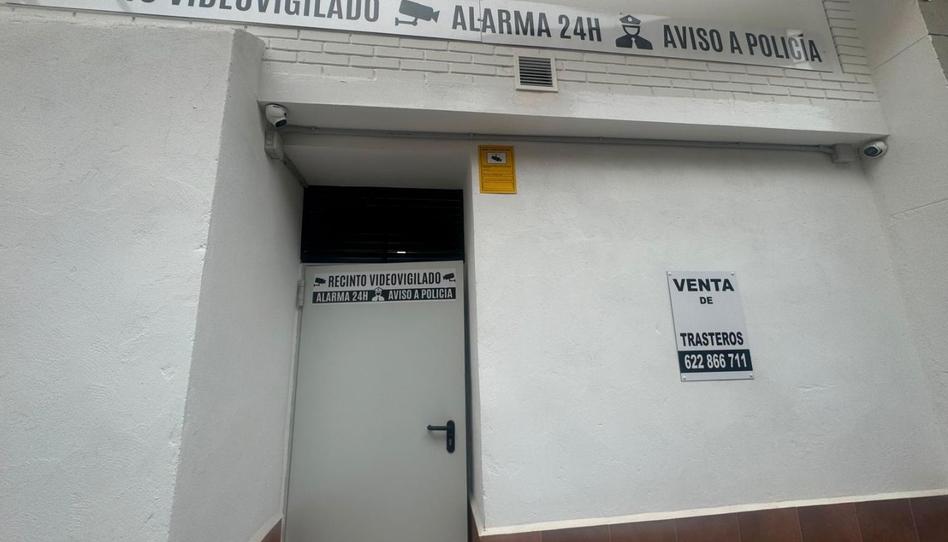 VIDEOVIGILADO ALARMA 24H AVISO A POLICÍA
RECINTO VIDEOVIGILADO
ALARMA 24H AVISO A POLICIA
VENTA
DE
TRASTEROS
622 866 711